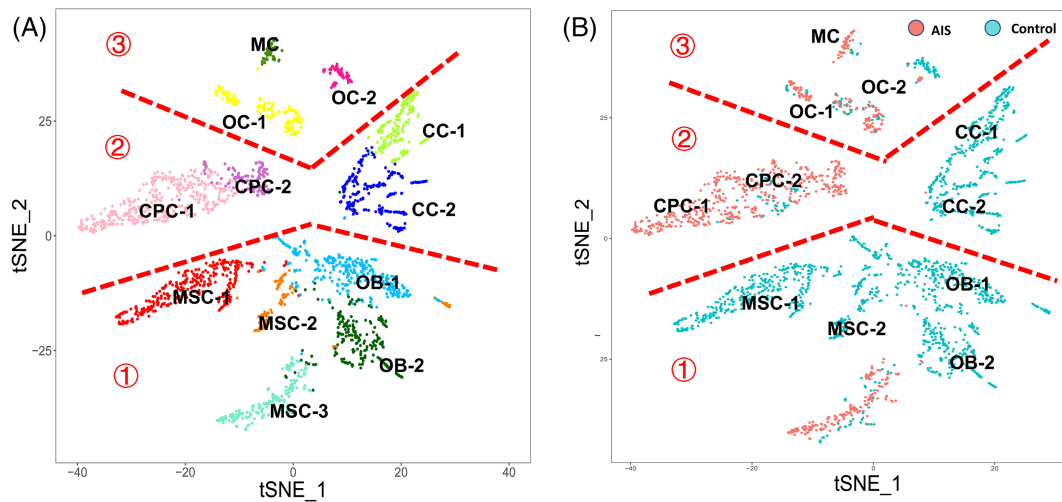 (A)
③
MC
OC-2
OC-1
CC-1
②
CPC-2
CPC-1
CC-2
MSC-1
OB-1
MSC-2
OB-2
①
MSC-3
25
0
−25
−40
−20
0
20
40
tSNE_1
tSNE_2
(B)
AIS
Control
③
MC
OC-2
OC-1
CC-1
②
CPC-2
CPC-1
CC-2
OB-1
MSC-1
MSC-2
OB-2
①
25
0
25
−40
−20
0
20
tSNE_1
tSNE_2